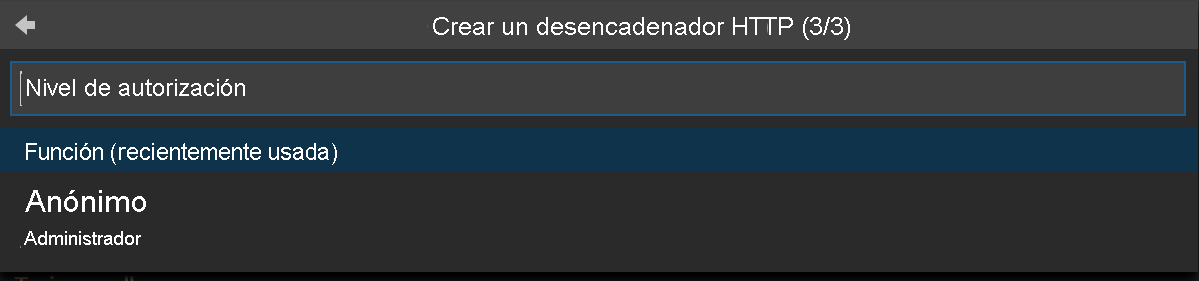 Crear un desencadenador HTTP (3/3)
Nivel de autorización
Función (recientemente usada)
Anónimo
Administrador